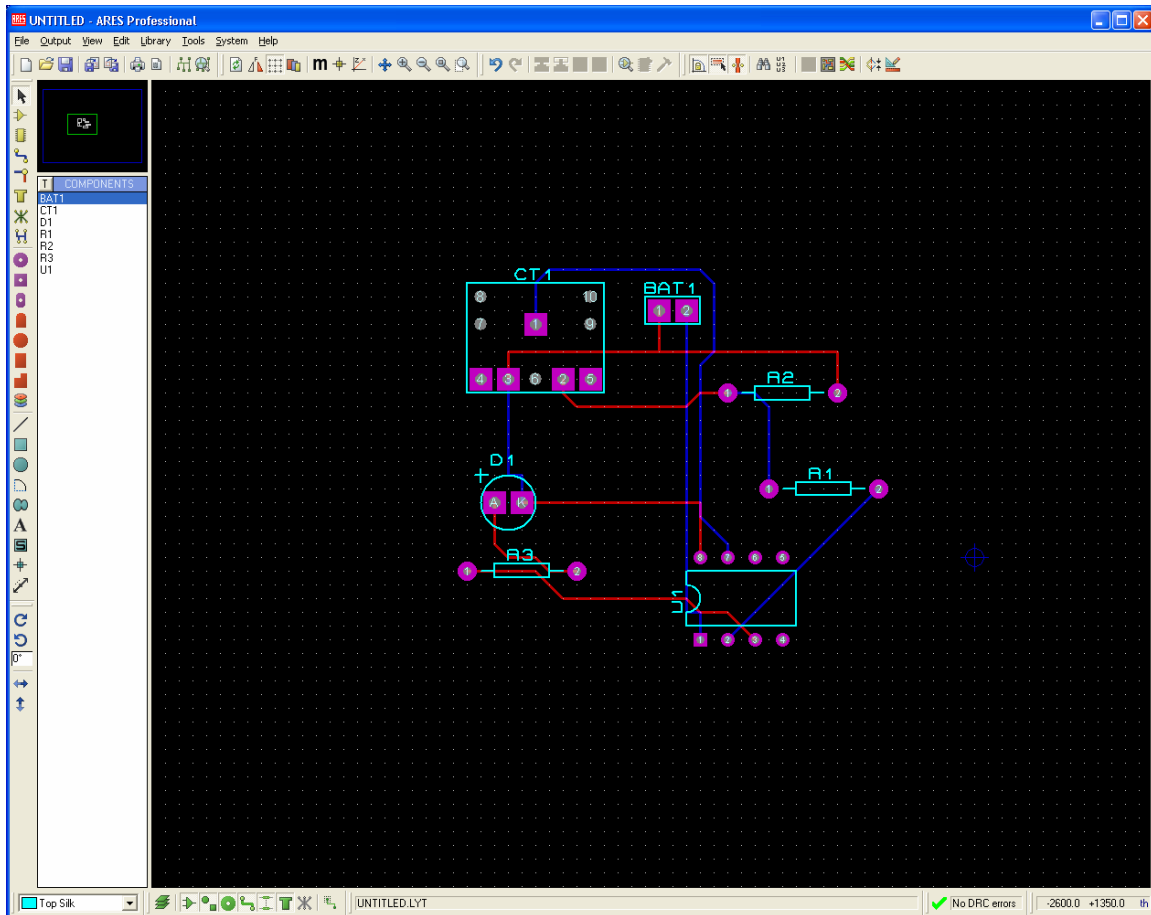 ARES UNTITLED - ARES Professional
File Output View Edit Library Tools System Help
m
T COMPONENTS
BAT1
CT1
D1
R1
R2
R3
U1
A
S
0°
CT1
8 10
7 1 9
4 3 6 2 5
BAT1
1 2
R2
1 2
R1
1 2
D1
+
A K
R3
1 2
8 7 6 5
U1
1 2 3 4
Top Silk
UNTITLED.LYT
No DRC errors
-2600.0 +1350.0 th